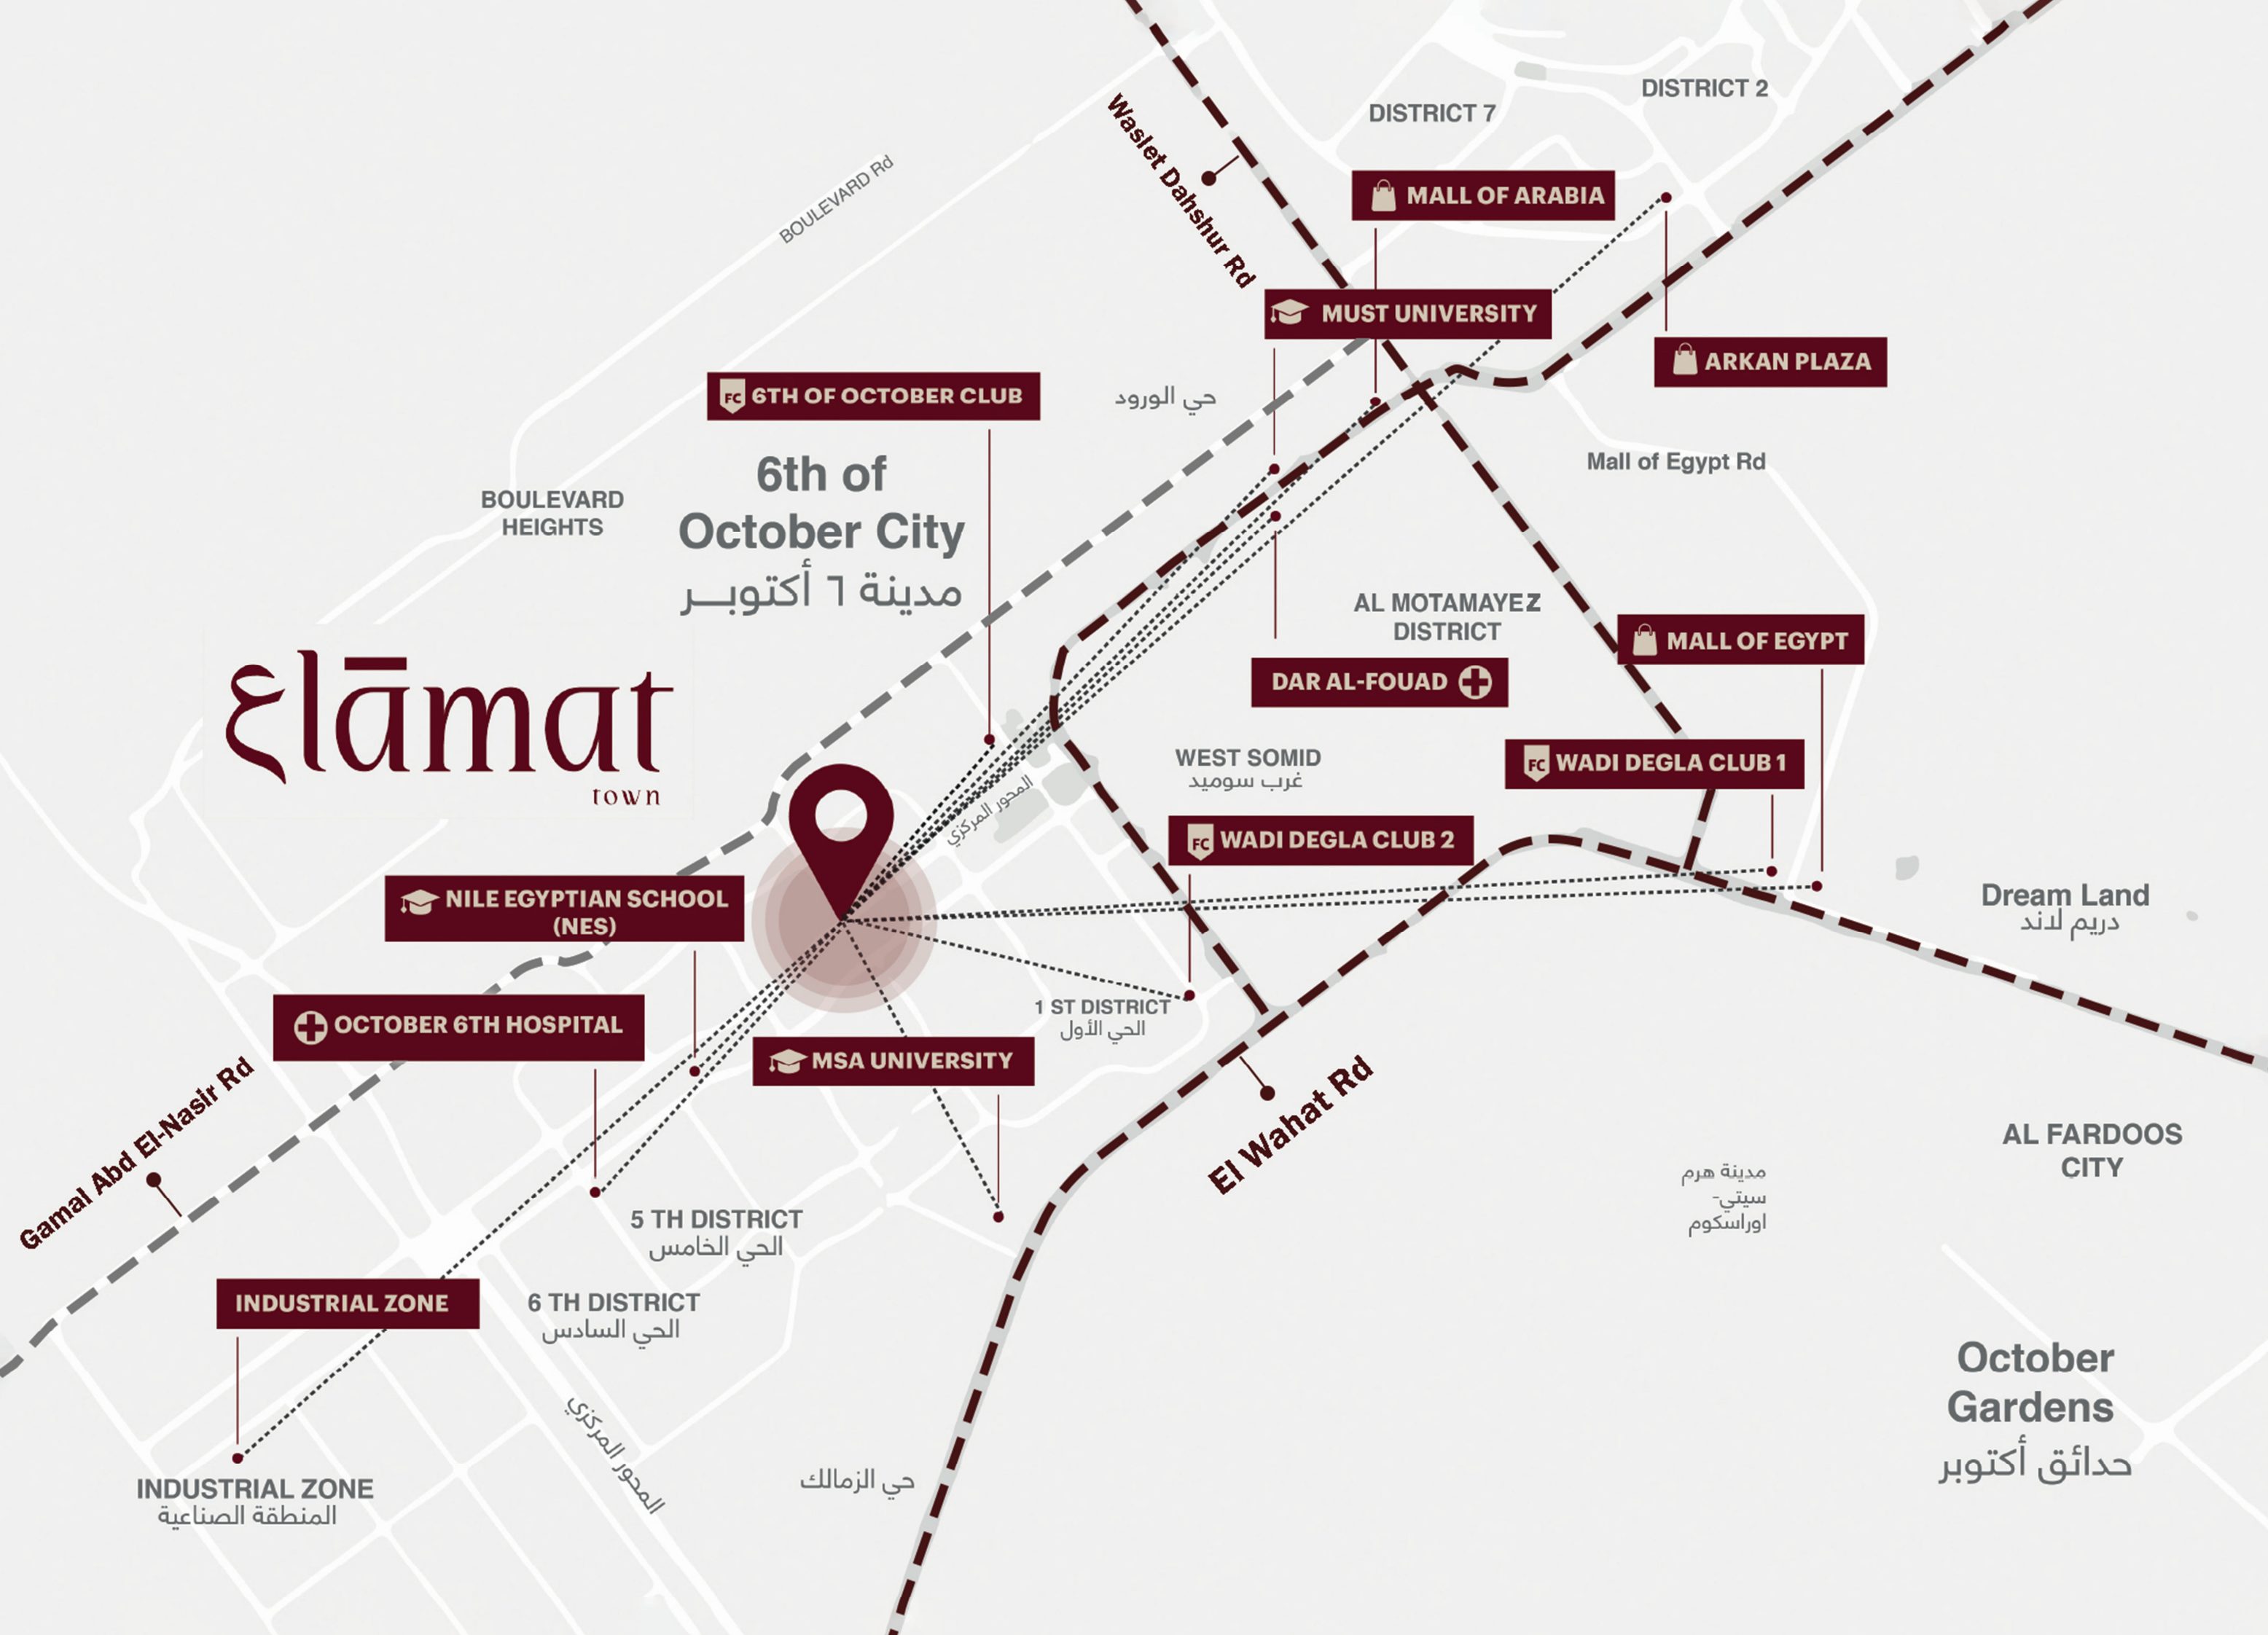 DISTRICT 2
DISTRICT 7
Waslet Dahshur Rd
BOULEVARD Rd
MALL OF ARABIA
MUST UNIVERSITY
ARKAN PLAZA
FC 6TH OF OCTOBER CLUB
حي الورود
Mall of Egypt Rd
6th of
October City
مدينة ٦ أكتوبـــر
BOULEVARD
HEIGHTS
AL MOTAMAYEZ
DISTRICT
MALL OF EGYPT
DAR AL-FOUAD
ع‎lāmat
town
WEST SOMID
غرب سوميد
FC WADI DEGLA CLUB 1
المحور المركزي
FC WADI DEGLA CLUB 2
NILE EGYPTIAN SCHOOL
(NES)
Dream Land
دريم لاند
1 ST DISTRICT
الحي الأول
OCTOBER 6TH HOSPITAL
MSA UNIVERSITY
Gamal Abd El-Nasir Rd
El Wahat Rd
AL FARDOOS
CITY
مدينة هرم
سيتي-
اوراسكوم
5 TH DISTRICT
الحي الخامس
INDUSTRIAL ZONE
6 TH DISTRICT
الحي السادس
October
Gardens
حدائق أكتوبر
المحور المركزي
حي الزمالك
INDUSTRIAL ZONE
المنطقة الصناعية